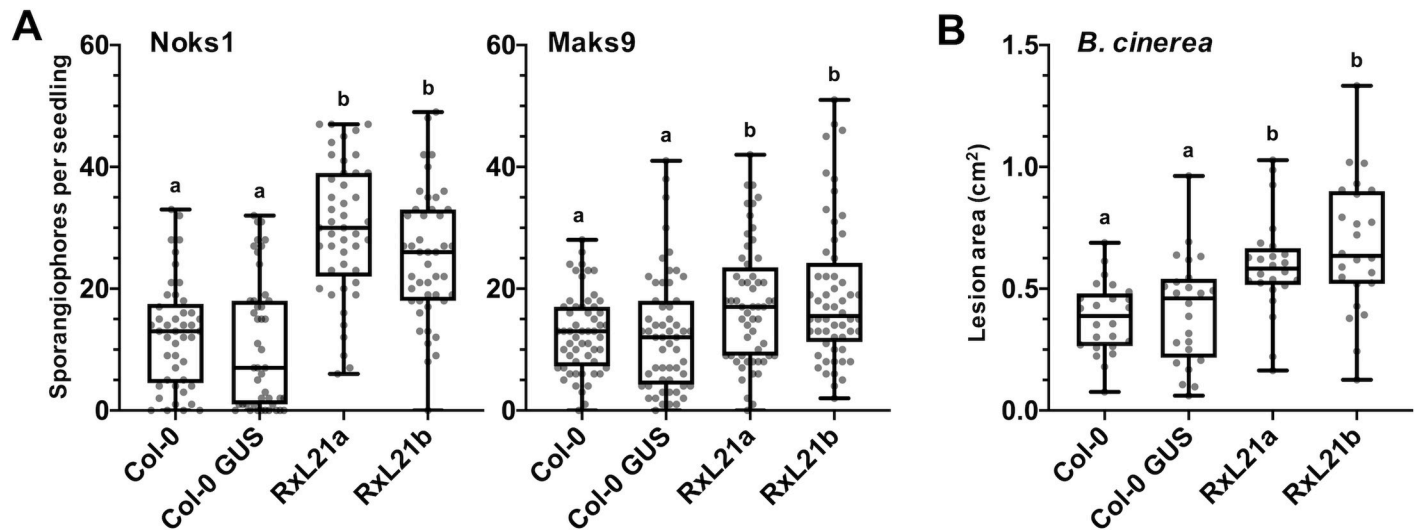 A
Noks1
Sporangiophores per seedling
60
40
20
0
a
a
b
b
Col-0
Col-0 GUS
RxL21a
RxL21b
Maks9
60
40
20
0
a
a
b
b
Col-0
Col-0 GUS
RxL21a
RxL21b
B
B. cinerea
Lesion area (cm²)
1.5
1.0
0.5
0.0
a
a
b
b
Col-0
Col-0 GUS
RxL21a
RxL21b